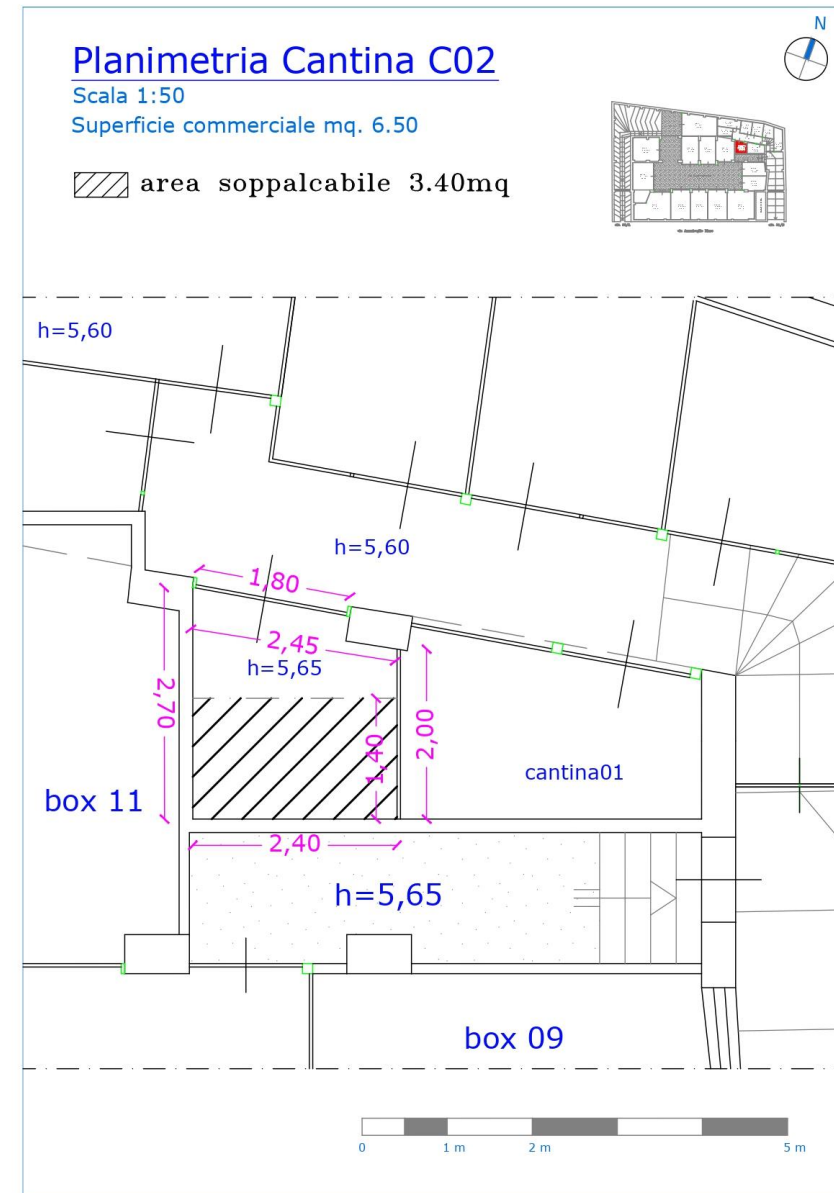 N
Planimetria Cantina C02
Scala 1:50
Superficie commerciale mq. 6.50
area soppalcabile 3.40mq
h=5,60
h=5,60
1,80
2,45
h=5,65
2,70
2,00
1,40
cantina01
box 11
2,40
h=5,65
box 09
0
1 m
2 m
5 m